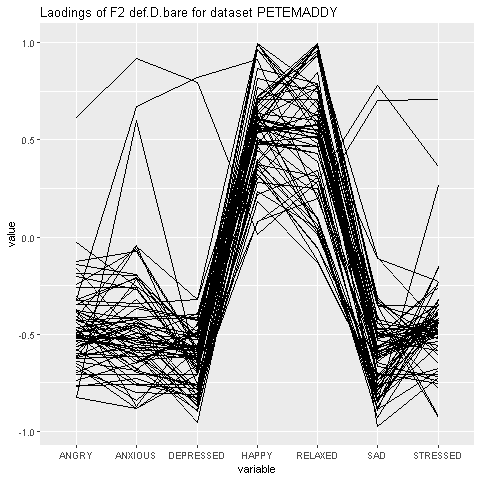 Laodings of F2 def.D.bare for dataset PETEMADDY
1.0
0.5
0.0
-0.5
-1.0
value
ANGRY ANXIOUS DEPRESSED HAPPY RELAXED SAD STRESSED
variable